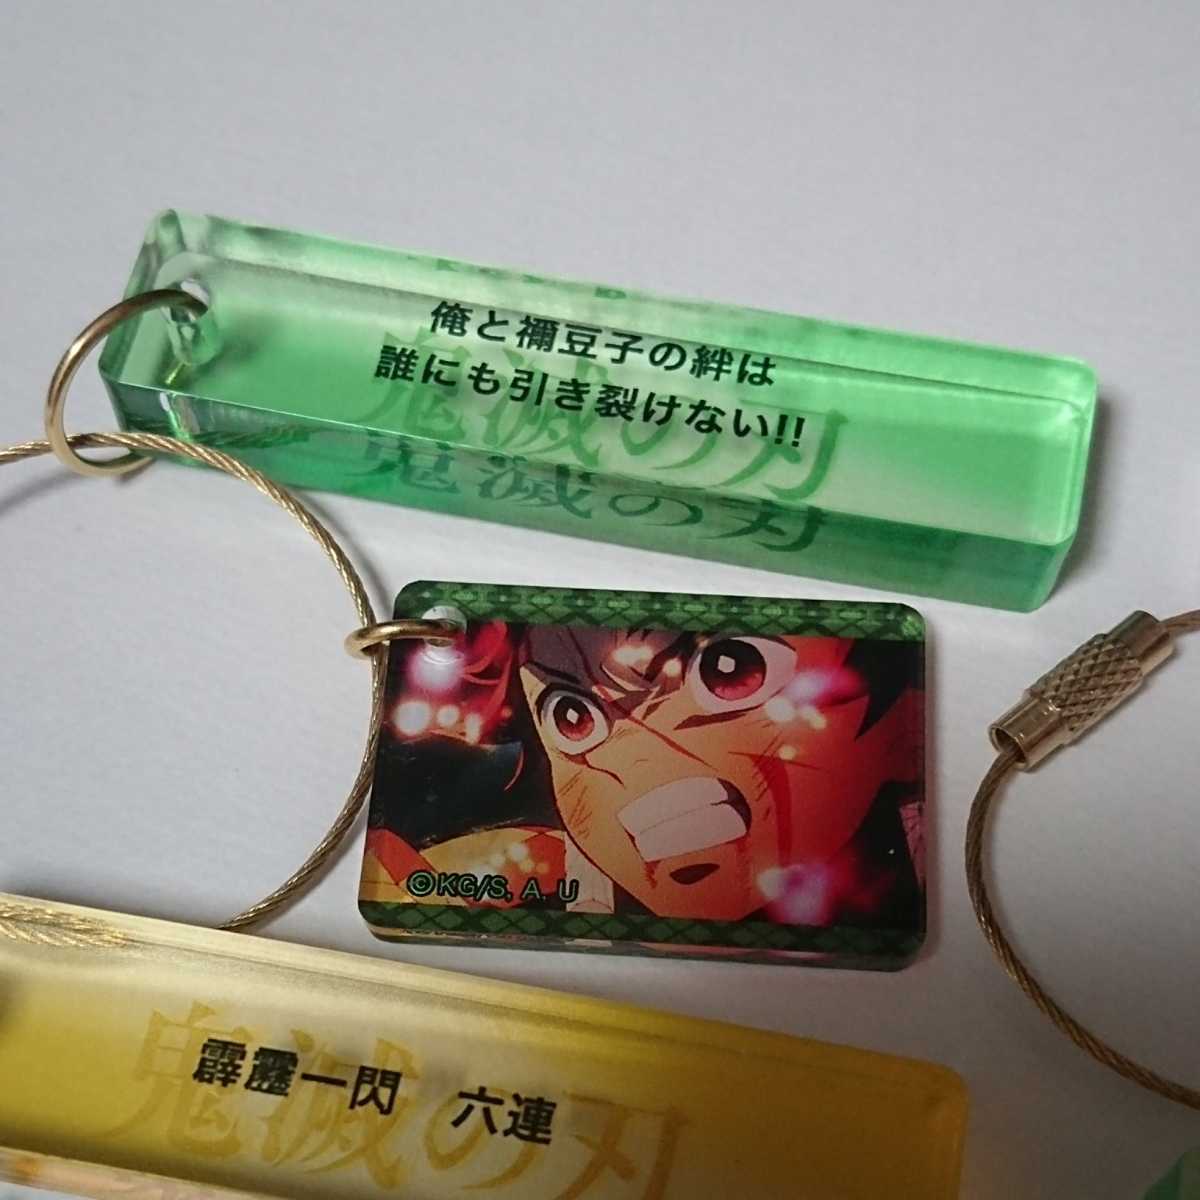 俺と禰豆子の絆は
誰にも引き裂けない!!
鬼滅の刃
鬼滅の刃
©KG/S, A, U
霹靂一閃 六連
鬼滅の刃